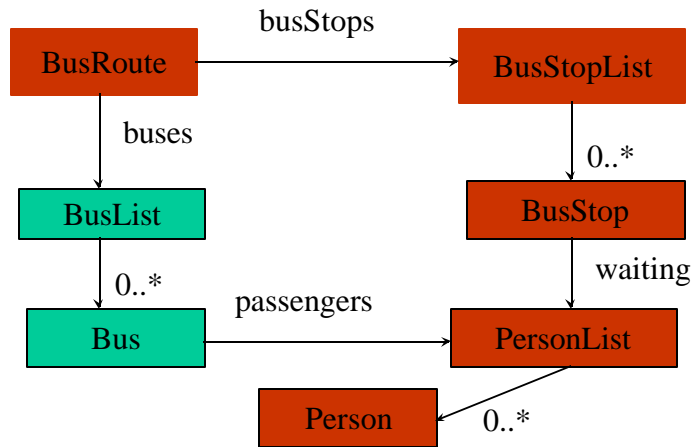 busStops
BusRoute
BusStopList
buses
0..*
BusList
BusStop
0..*
waiting
passengers
Bus
PersonList
Person
0..*